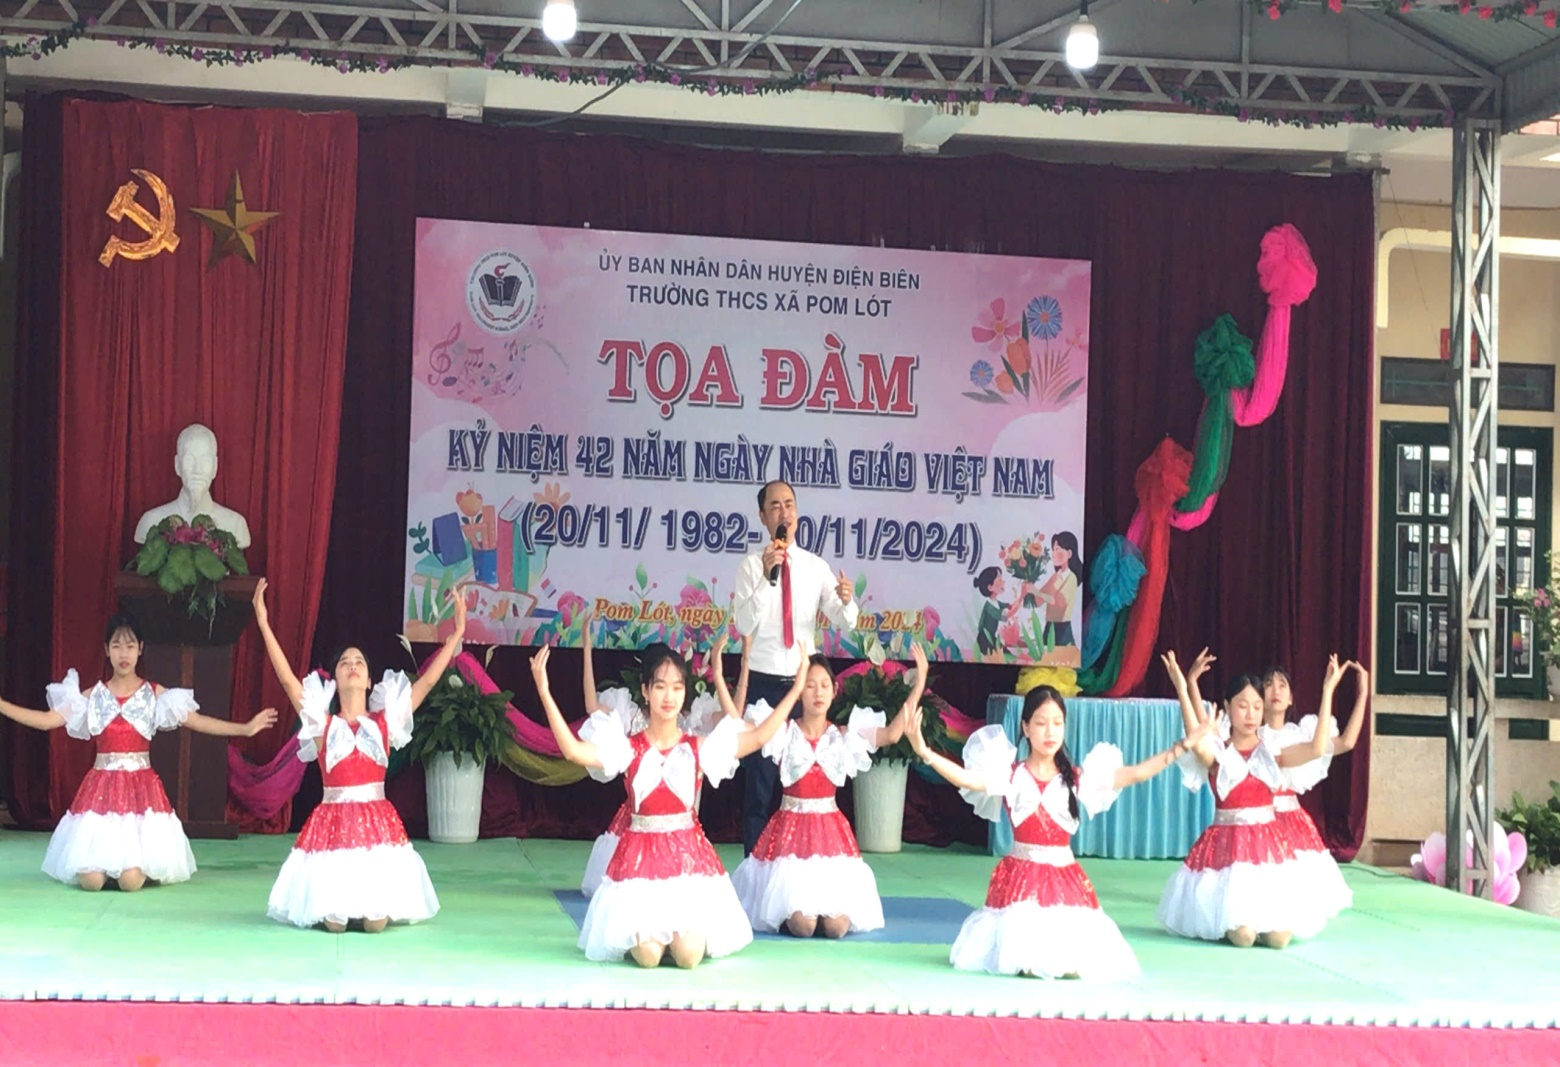 ỦY BAN NHÂN DÂN HUYỆN ĐIỆN BIÊN
TRƯỜNG THCS XÃ POM LÓT
TỌA ĐÀM
KỶ NIỆM 42 NĂM NGÀY NHÀ GIÁO VIỆT NAM
(20/11/ 1982- 0/11/2024)
Pom Lót, ngày